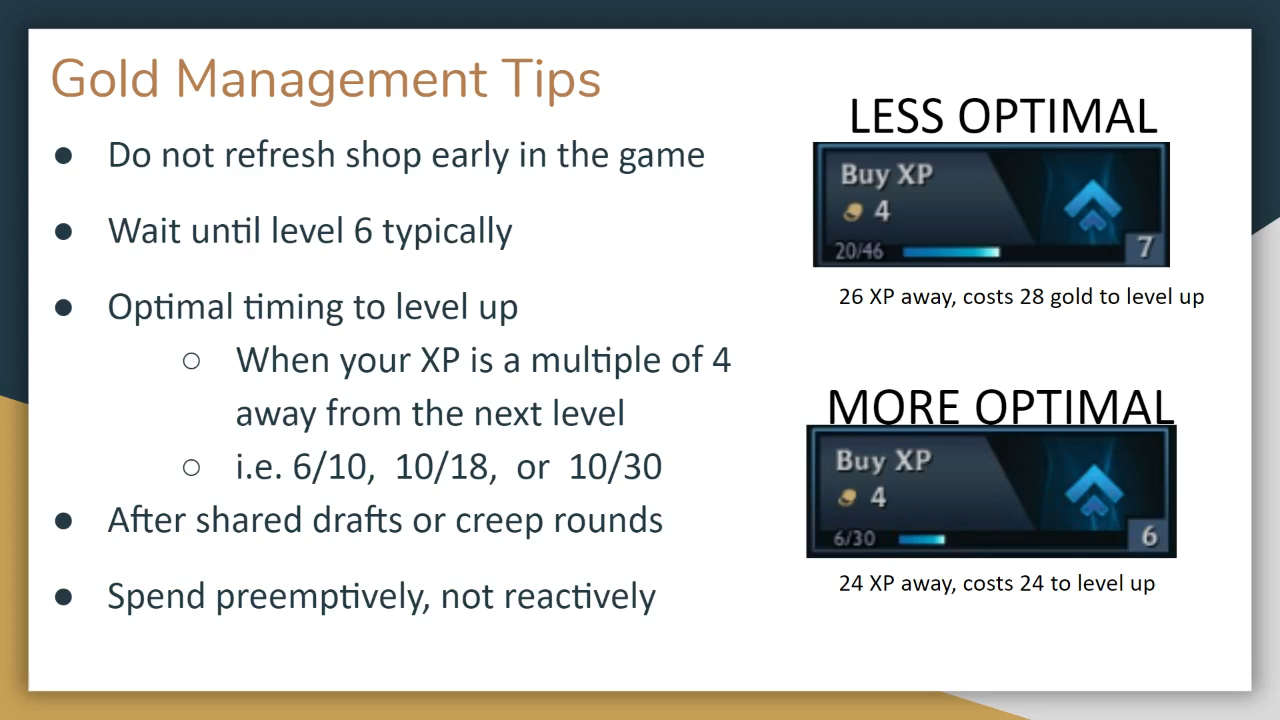 Gold Management Tips
● Do not refresh shop early in the game
● Wait until level 6 typically
● Optimal timing to level up
○ When your XP is a multiple of 4
away from the next level
○ i.e. 6/10, 10/18, or 10/30
● After shared drafts or creep rounds
● Spend preemptively, not reactively
LESS OPTIMAL
Buy XP
4
20/46
7
26 XP away, costs 28 gold to level up
MORE OPTIMAL
Buy XP
4
6/30
6
24 XP away, costs 24 to level up